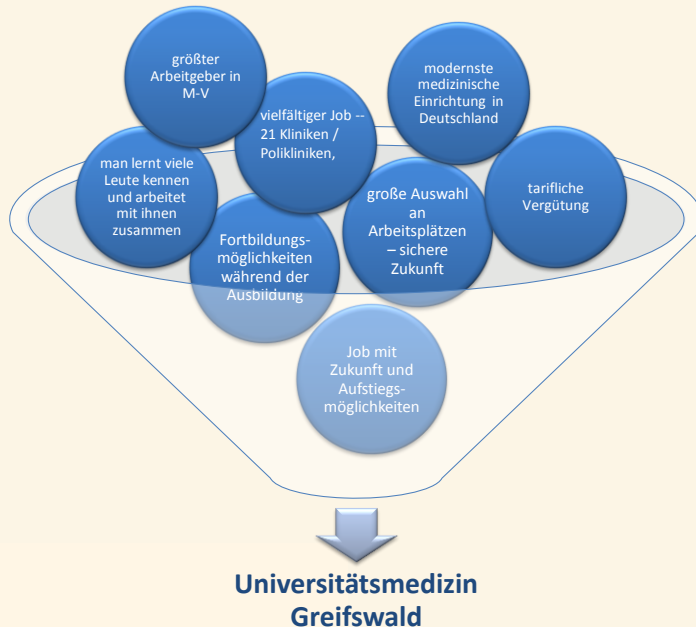 größter
Arbeitgeber in
M-V
modernste
medizinische
Einrichtung in
Deutschland
vielfältiger Job --
21 Kliniken /
Polikliniken,
man lernt viele
Leute kennen
und arbeitet
mit ihnen
zusammen
große Auswahl
an
Arbeitsplätzen
– sichere
Zukunft
tarifliche
Vergütung
Fortbildungs-
möglichkeiten
während der
Ausbildung
Job mit
Zukunft und
Aufstiegs-
möglichkeiten
Universitätsmedizin
Greifswald